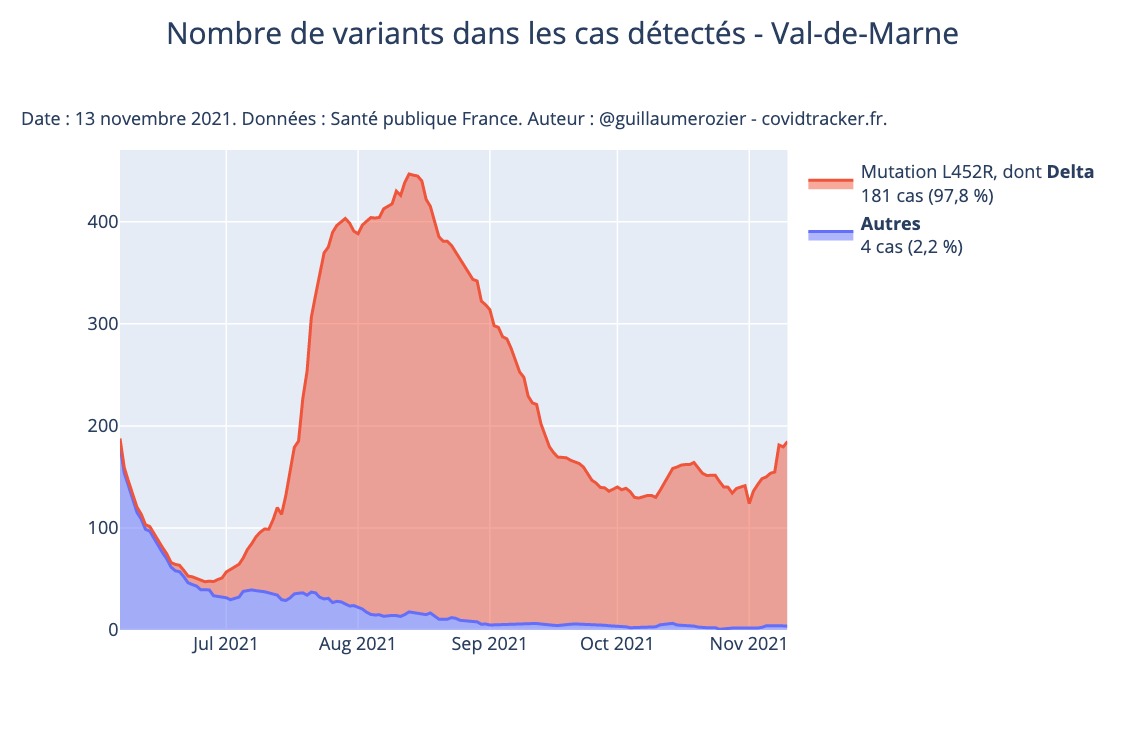 Nombre de variants dans les cas détectés - Val-de-Marne
Date : 13 novembre 2021. Données : Santé publique France. Auteur : @guillaumerozier - covidtracker.fr.
Mutation L452R, dont Delta
181 cas (97,8 %)
Autres
4 cas (2,2 %)
400
300
200
100
0
Jul 2021
Aug 2021
Sep 2021
Oct 2021
Nov 2021